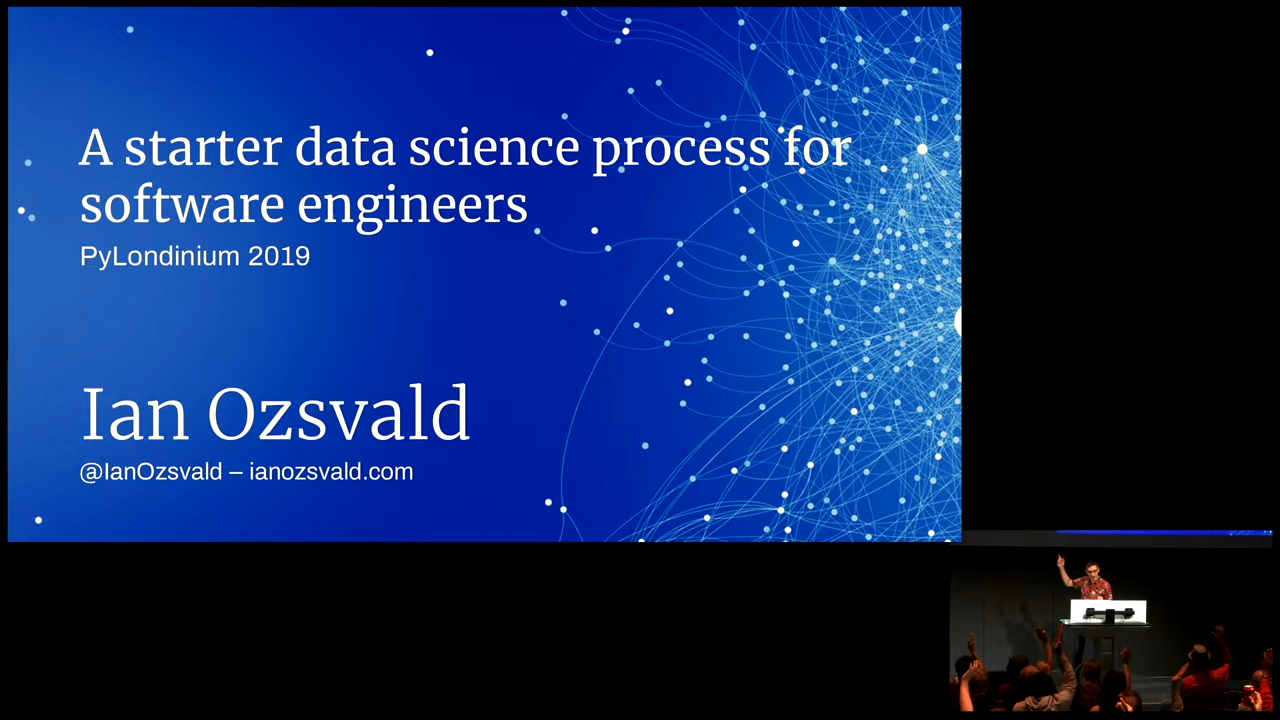 A starter data science process for
software engineers
PyLondinium 2019
Ian Ozsvald
@IanOzsvald – ianozsvald.com